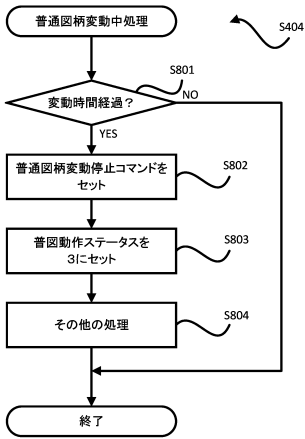 普通図柄変動中処理
S404
S801
変動時間経過？
NO
YES
普通図柄変動停止コマンドを
セット
S802
普図動作ステータスを
３にセット
S803
その他の処理
S804
終了